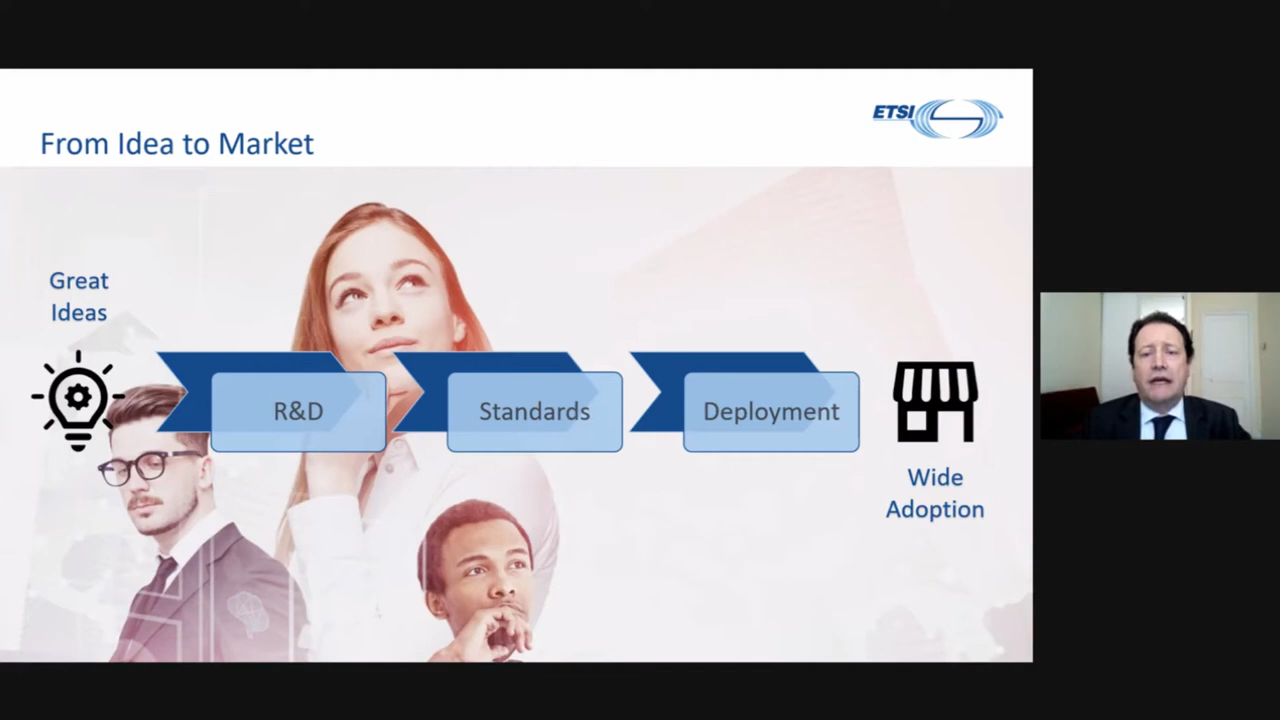 ETSI
From Idea to Market
Great
Ideas
R&D
Standards
Deployment
Wide
Adoption